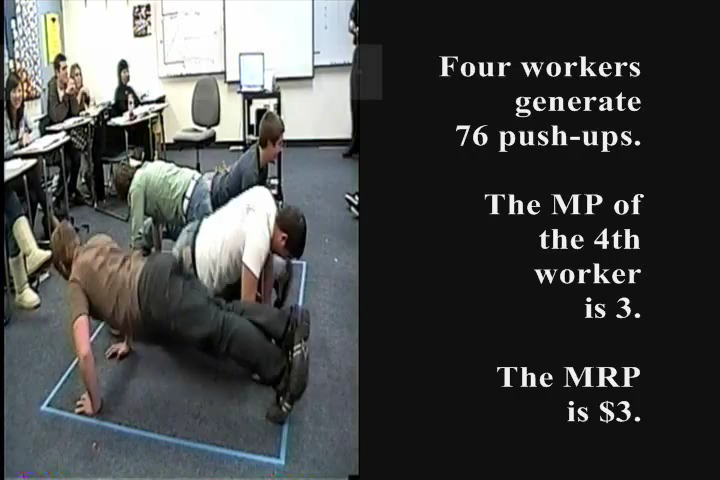 Four workers
generate
76 push-ups.
The MP of
the 4th
worker
is 3.
The MRP
is $3.